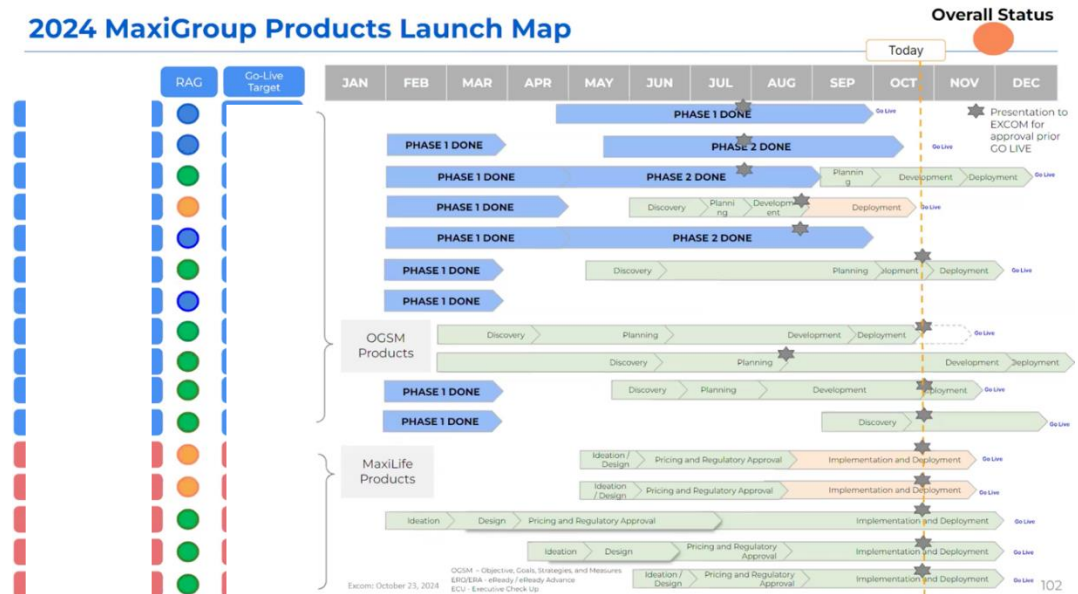 2024 MaxiGroup Products Launch Map
Overall Status
Today
RAG
Go-Live
Target
JAN FEB MAR APR MAY JUN JUL AUG SEP OCT NOV DEC
PHASE 1 DONE Go Live
Presentation to
EXCOM for
approval prior
GO LIVE
PHASE 1 DONE PHASE 2 DONE Go Live
PHASE 1 DONE PHASE 2 DONE Plannin
g Development Deployment Go Live
PHASE 1 DONE Discovery Planni
ng Developm
ent Deployment Go Live
PHASE 1 DONE PHASE 2 DONE
PHASE 1 DONE Discovery Planning Deployment Go Live
PHASE 1 DONE
OGSM
Products
Discovery Planning Development Deployment Go Live
Discovery Planning Development Deployment
PHASE 1 DONE Discovery Planning Development Go Live
PHASE 1 DONE Discovery Go Live
MaxiLife
Products
Ideation /
Design Pricing and Regulatory Approval Implementation and Deployment Go Live
Ideation
/ Design Pricing and Regulatory Approval Implementation and Deployment Go Live
Ideation Design Pricing and Regulatory Approval Implementation and Deployment Go Live
Ideation Design Pricing and Regulatory
Approval Implementation and Deployment Go Live
Ideation /
Design Pricing and Regulatory
Approval Implementation and Deployment Go Live
OGSM – Objective, Goals, Strategies, and Measures
ERO/ERA - eReady / eReady Advance
ECU - Executive Check Up
Excom: October 23, 2024
102